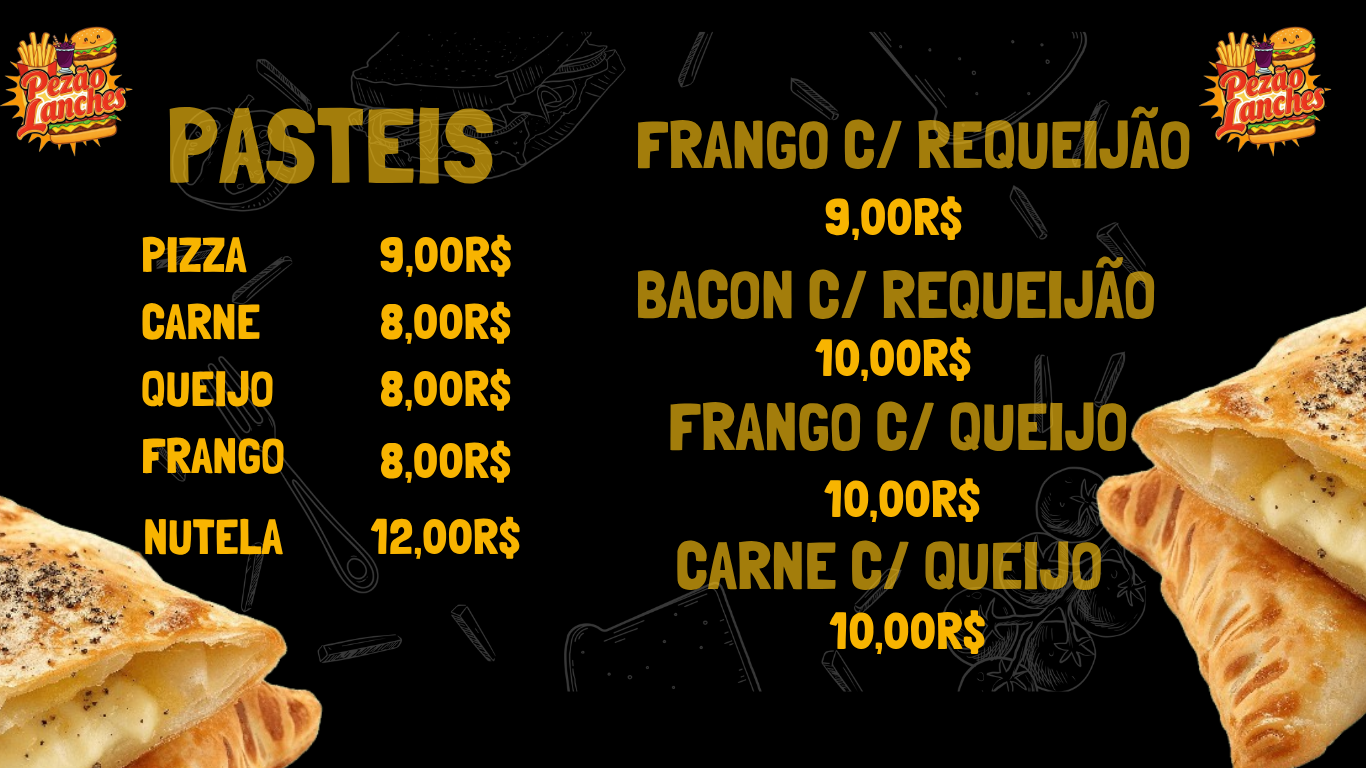 Pezão
Lanches
PASTEIS
PIZZA 9,00R$
CARNE 8,00R$
QUEIJO 8,00R$
FRANGO 8,00R$
NUTELA 12,00R$
FRANGO C/ REQUEIJÃO
9,00R$
BACON C/ REQUEIJÃO
10,00R$
FRANGO C/ QUEIJO
10,00R$
CARNE C/ QUEIJO
10,00R$
Pezão
Lanches